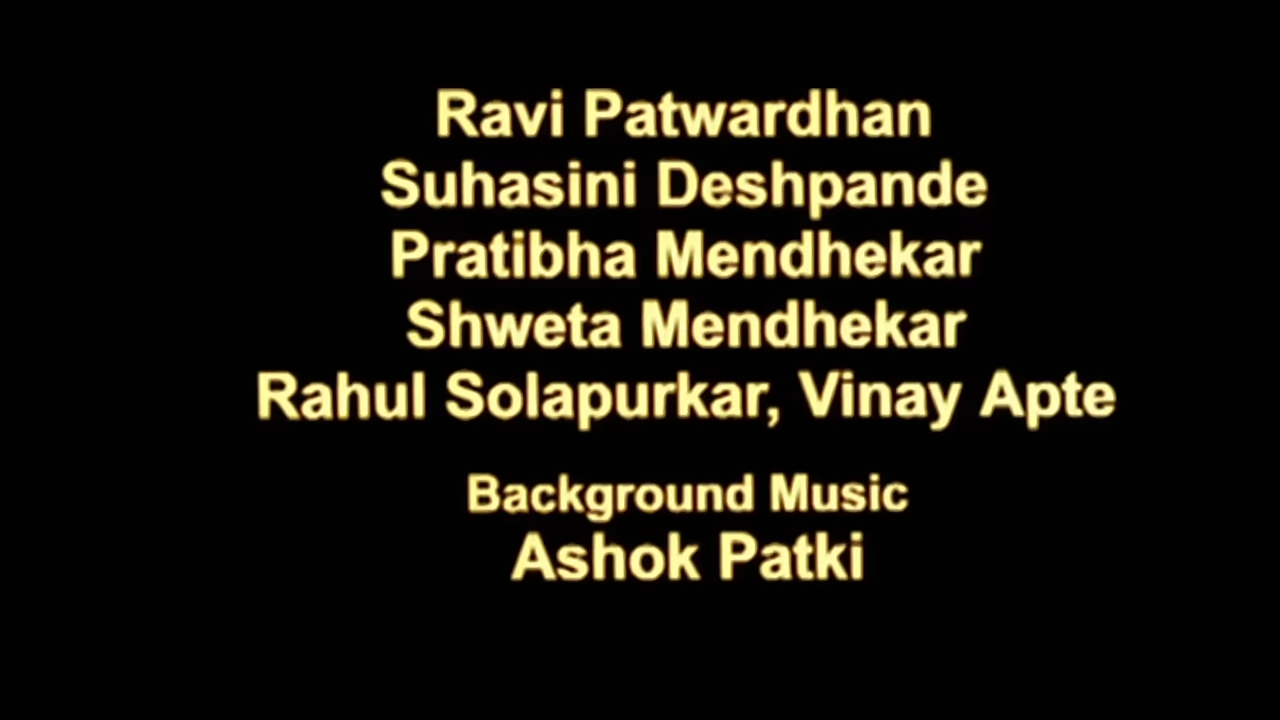 Ravi Patwardhan
Suhasini Deshpande
Pratibha Mendhekar
Shweta Mendhekar
Rahul Solapurkar, Vinay Apte
Background Music
Ashok Patki